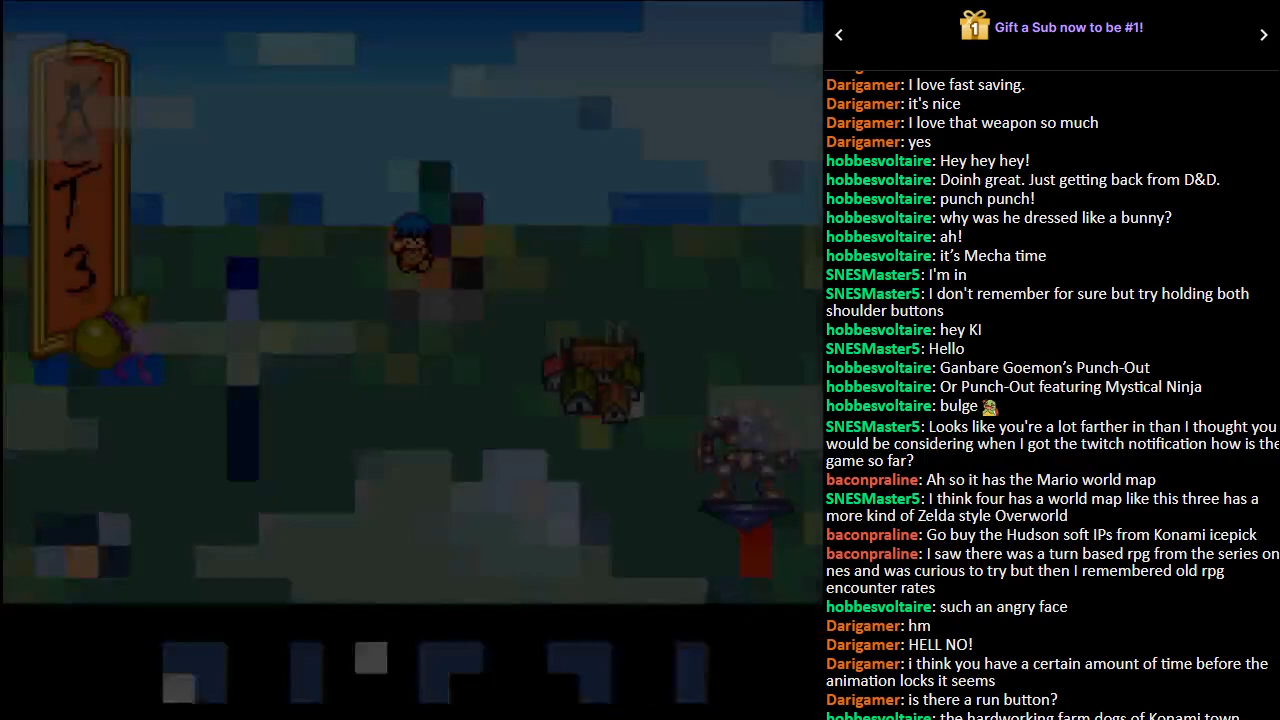 1
Gift a Sub now to be #1!
Darigamer: I love fast saving.
Darigamer: it's nice
Darigamer: I love that weapon so much
Darigamer: yes
hobbesvoltaire: Hey hey hey!
hobbesvoltaire: Doinh great. Just getting back from D&D.
hobbesvoltaire: punch punch!
hobbesvoltaire: why was he dressed like a bunny?
hobbesvoltaire: ah!
hobbesvoltaire: it’s Mecha time
SNESMaster5: I'm in
SNESMaster5: I don't remember for sure but try holding both
shoulder buttons
hobbesvoltaire: hey KI
SNESMaster5: Hello
hobbesvoltaire: Ganbare Goemon’s Punch-Out
hobbesvoltaire: Or Punch-Out featuring Mystical Ninja
hobbesvoltaire: bulge
SNESMaster5: Looks like you're a lot farther in than I thought you
would be considering when I got the twitch notification how is the
game so far?
baconpraline: Ah so it has the Mario world map
SNESMaster5: I think four has a world map like this three has a
more kind of Zelda style Overworld
baconpraline: Go buy the Hudson soft IPs from Konami icepick
baconpraline: I saw there was a turn based rpg from the series on
nes and was curious to try but then I remembered old rpg
encounter rates
hobbesvoltaire: such an angry face
Darigamer: hm
Darigamer: HELL NO!
Darigamer: i think you have a certain amount of time before the
animation locks it seems
Darigamer: is there a run button?
hobbesvoltaire: the hardworking farm dogs of Konami town